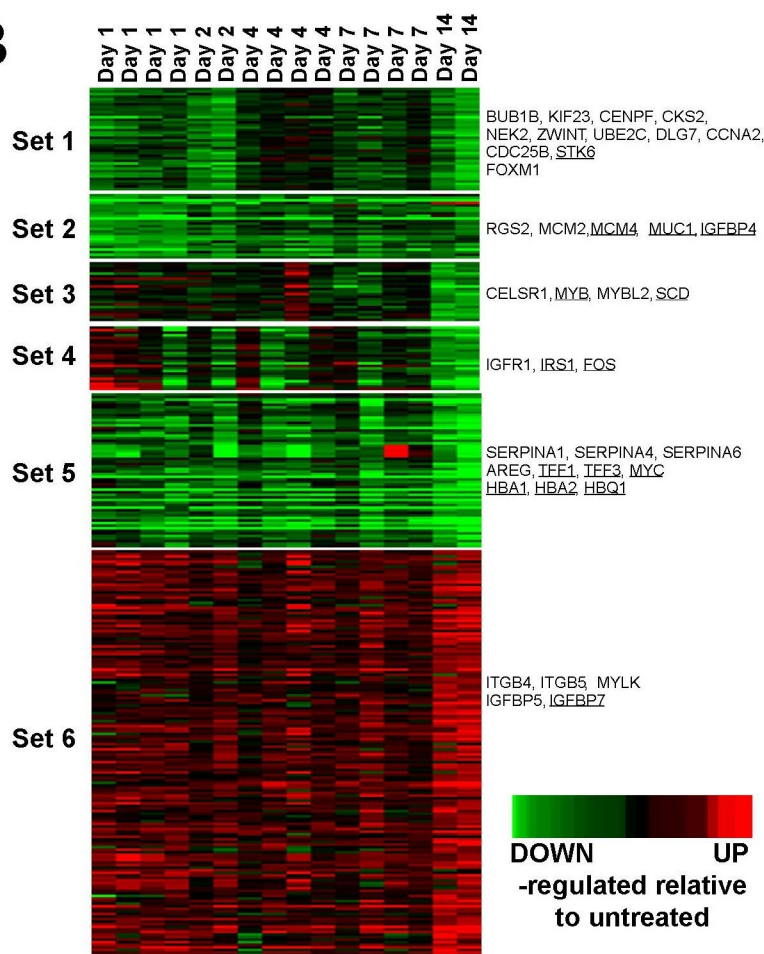 B
Day 1 Day 1 Day 1 Day 1 Day 2 Day 2 Day 4 Day 4 Day 4 Day 4 Day 7 Day 7 Day 7 Day 7 Day 14 Day 14
Set 1
BUB1B, KIF23, CENPF, CKS2,
NEK2, ZWINT, UBE2C, DLG7, CCNA2,
CDC25B, STK6
FOXM1
Set 2
RGS2, MCM2, MCM4, MUC1, IGFBP4
Set 3
CELSR1, MYB, MYBL2, SCD
Set 4
IGFR1, IRS1, FOS
Set 5
SERPINA1, SERPINA4, SERPINA6
AREG, TFF1, TFF3, MYC
HBA1, HBA2, HBQ1
Set 6
ITGB4, ITGB5, MYLK
IGFBP5, IGFBP7
DOWN UP
-regulated relative
to untreated